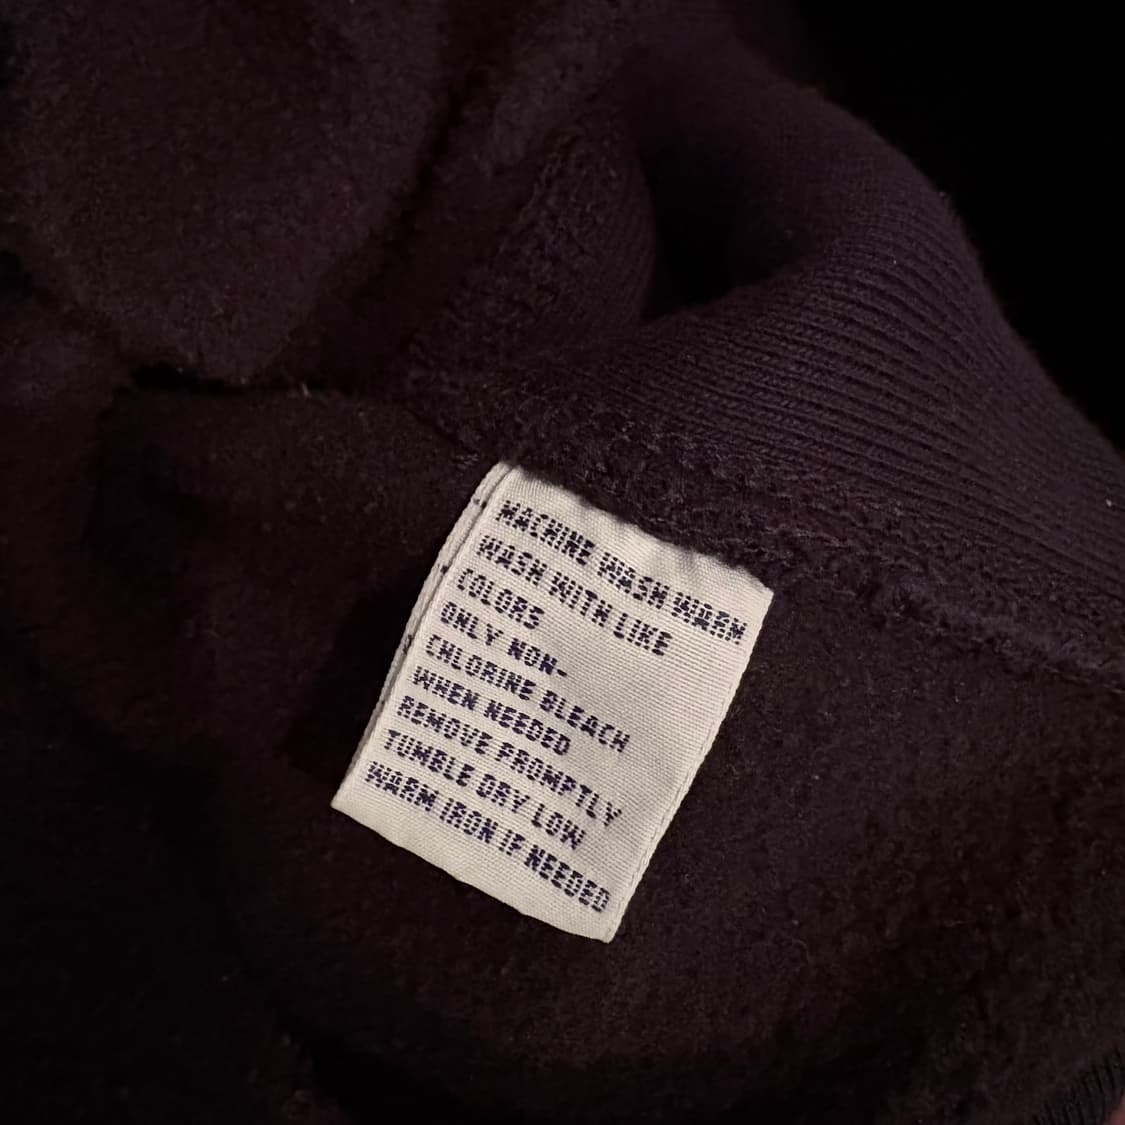 MACHINE WASH WARM
WASH WITH LIKE
COLORS
ONLY NON-
CHLORINE BLEACH
WHEN NEEDED
REMOVE PROMPTLY
TUMBLE DRY LOW
WARM IRON IF NEEDED